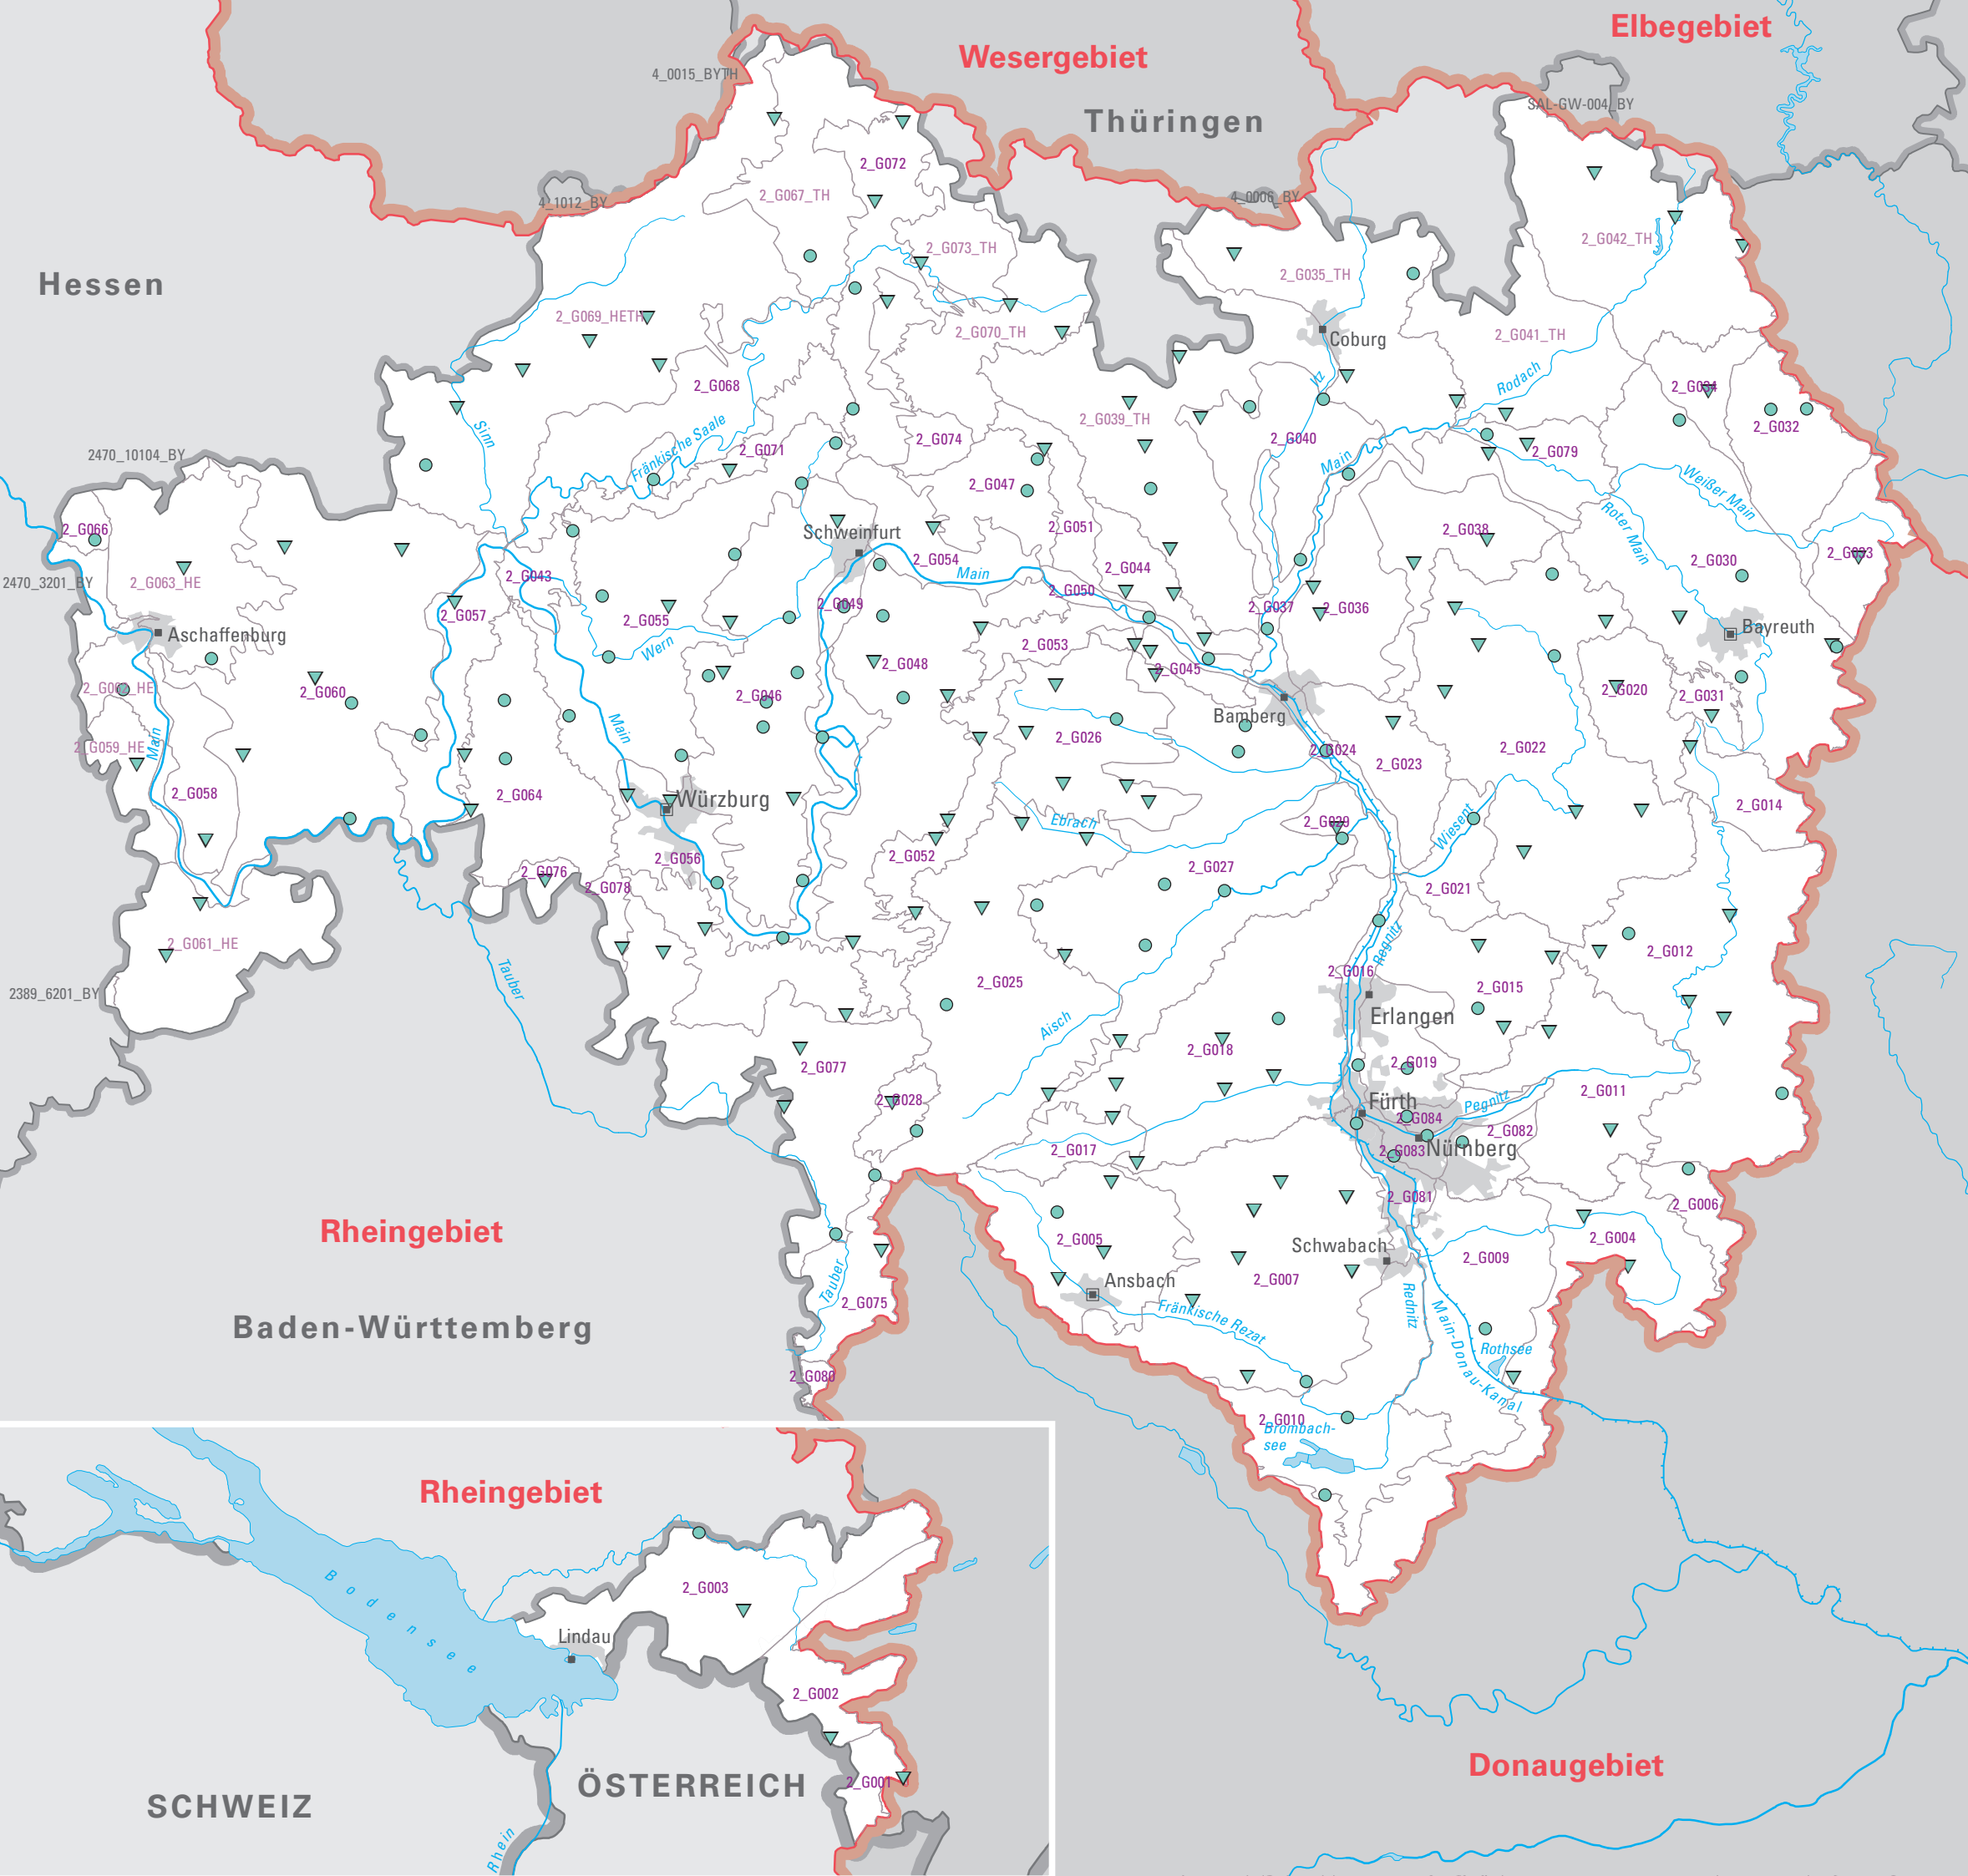 Elbegebiet
Wesergebiet
4_0015_BYTH
SAL-GW-004_BY
Thüringen
2_G072
2_G067_TH
4_1012_BY
4_0006_BY
2_G042_TH
2_G073_TH
2_G035_TH
Hessen
2_G069_HETH
2_G070_TH
2_G041_TH
Coburg
Itz
Rodach
2_G068
2_G034
2_G039_TH
2_G032
Sinn
Fränkische Saale
2_G071
2_G074
2_G040
2_G079
2470_10104_BY
Main
2_G047
Weißer Main
2_G066
Schweinfurt
2_G051
2_G038
Roter Main
2_G054
2_G030
2_G033
2470_3201_BY
2_G063_HE
2_G043
Main
2_G044
2_G050
2_G057
2_G049
2_G037
2_G036
2_G055
Aschaffenburg
Wern
2_G053
Bayreuth
2_G048
2_G045
2_G062_HE
2_G060
2_G046
2_G020
2_G031
Bamberg
Main
Main
2_G059_HE
2_G026
2_G024
2_G022
2_G023
2_G058
2_G064
Würzburg
2_G014
Ebrach
2_G029
Wiesent
2_G056
2_G052
2_G027
2_G076
2_G078
2_G021
2_G061_HE
Regnitz
2_G012
Tauber
2_G016
2_G025
2_G015
2389_6201_BY
Aisch
Erlangen
2_G018
2_G077
2_G019
2_G011
2_G028
Fürth
Pegnitz
2_G084
2_G082
2_G017
2_G083
Nürnberg
2_G081
2_G006
Rheingebiet
2_G005
Schwabach
2_G004
2_G009
Ansbach
2_G007
Tauber
2_G075
Fränkische Rezat
Rednitz
Main-Donau-Kanal
Baden-Württemberg
Rothsee
2_G080
2_G010
Brombach-
see
Rheingebiet
Bodensee
2_G003
Lindau
2_G002
2_G001
ÖSTERREICH
SCHWEIZ
Rhein
Donaugebiet